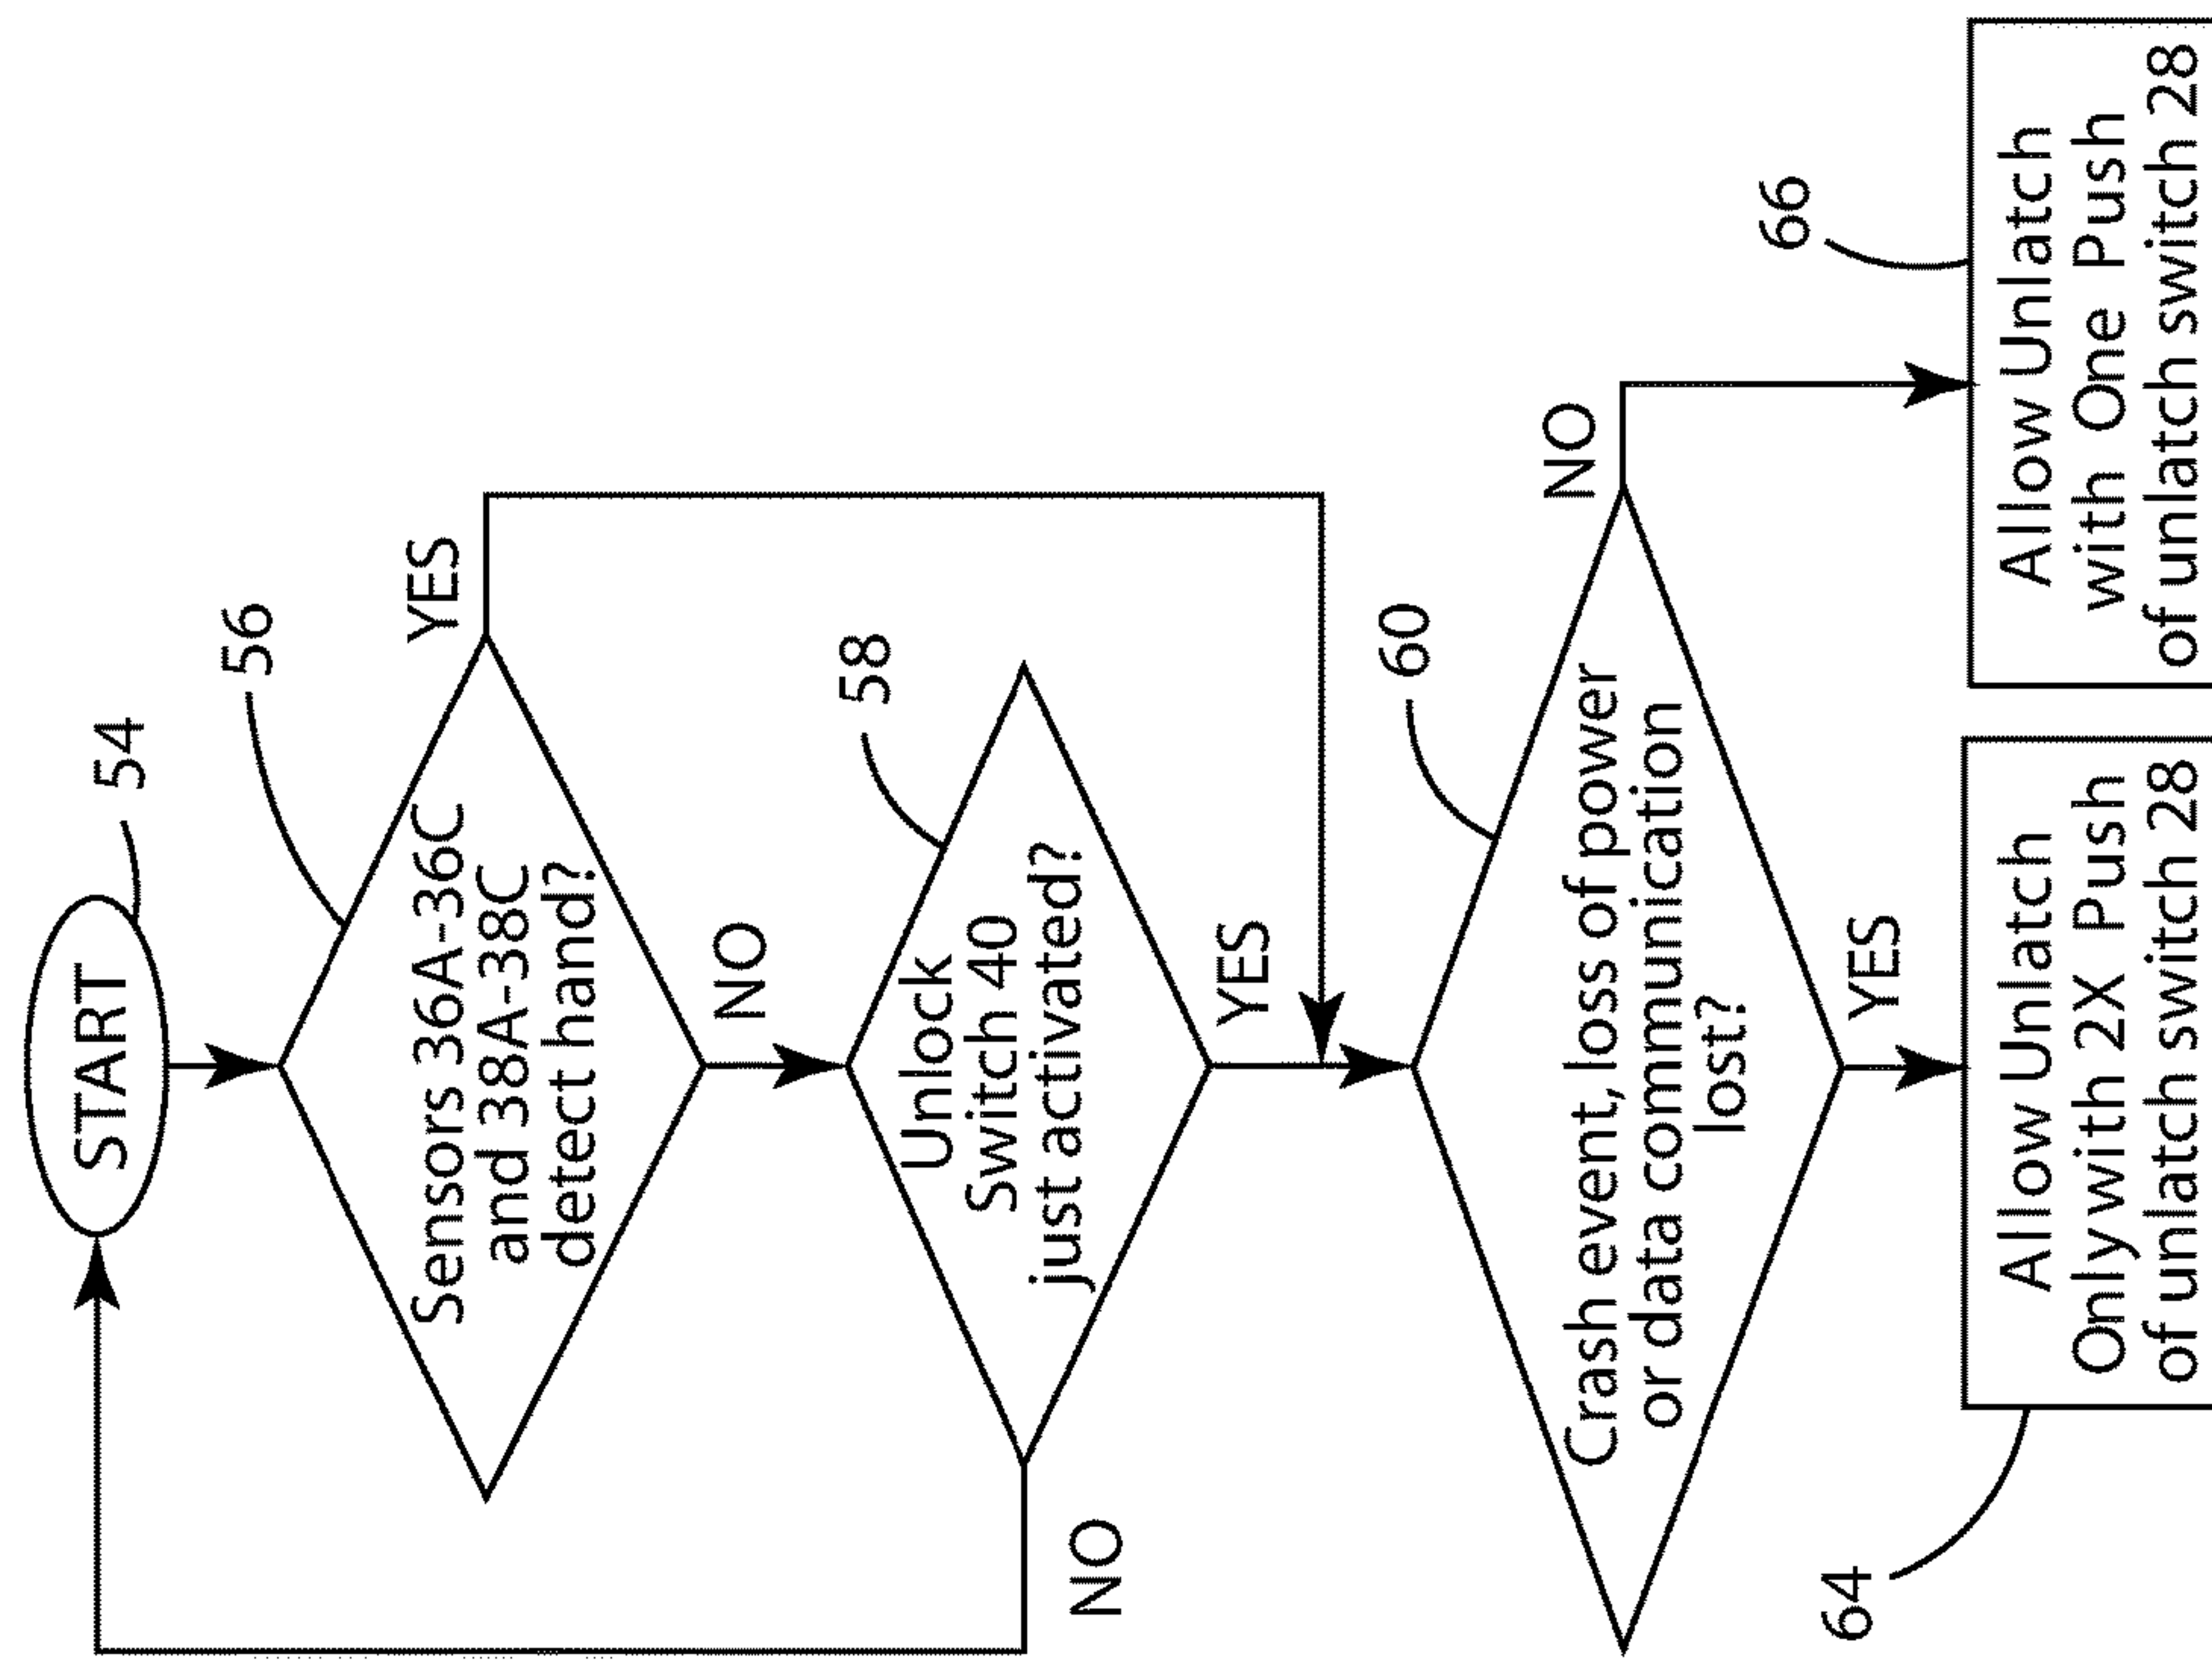 START
54
56
Sensors 36A-36C
and 38A-38C
detect hand?
YES
NO
58
Unlock
Switch 40
just activated?
NO
YES
60
Crash event, loss of power
or data communication
lost?
NO
YES
64
Allow Unlatch
Only with 2X Push
of unlatch switch 28
66
Allow Unlatch
with One Push
of unlatch switch 28